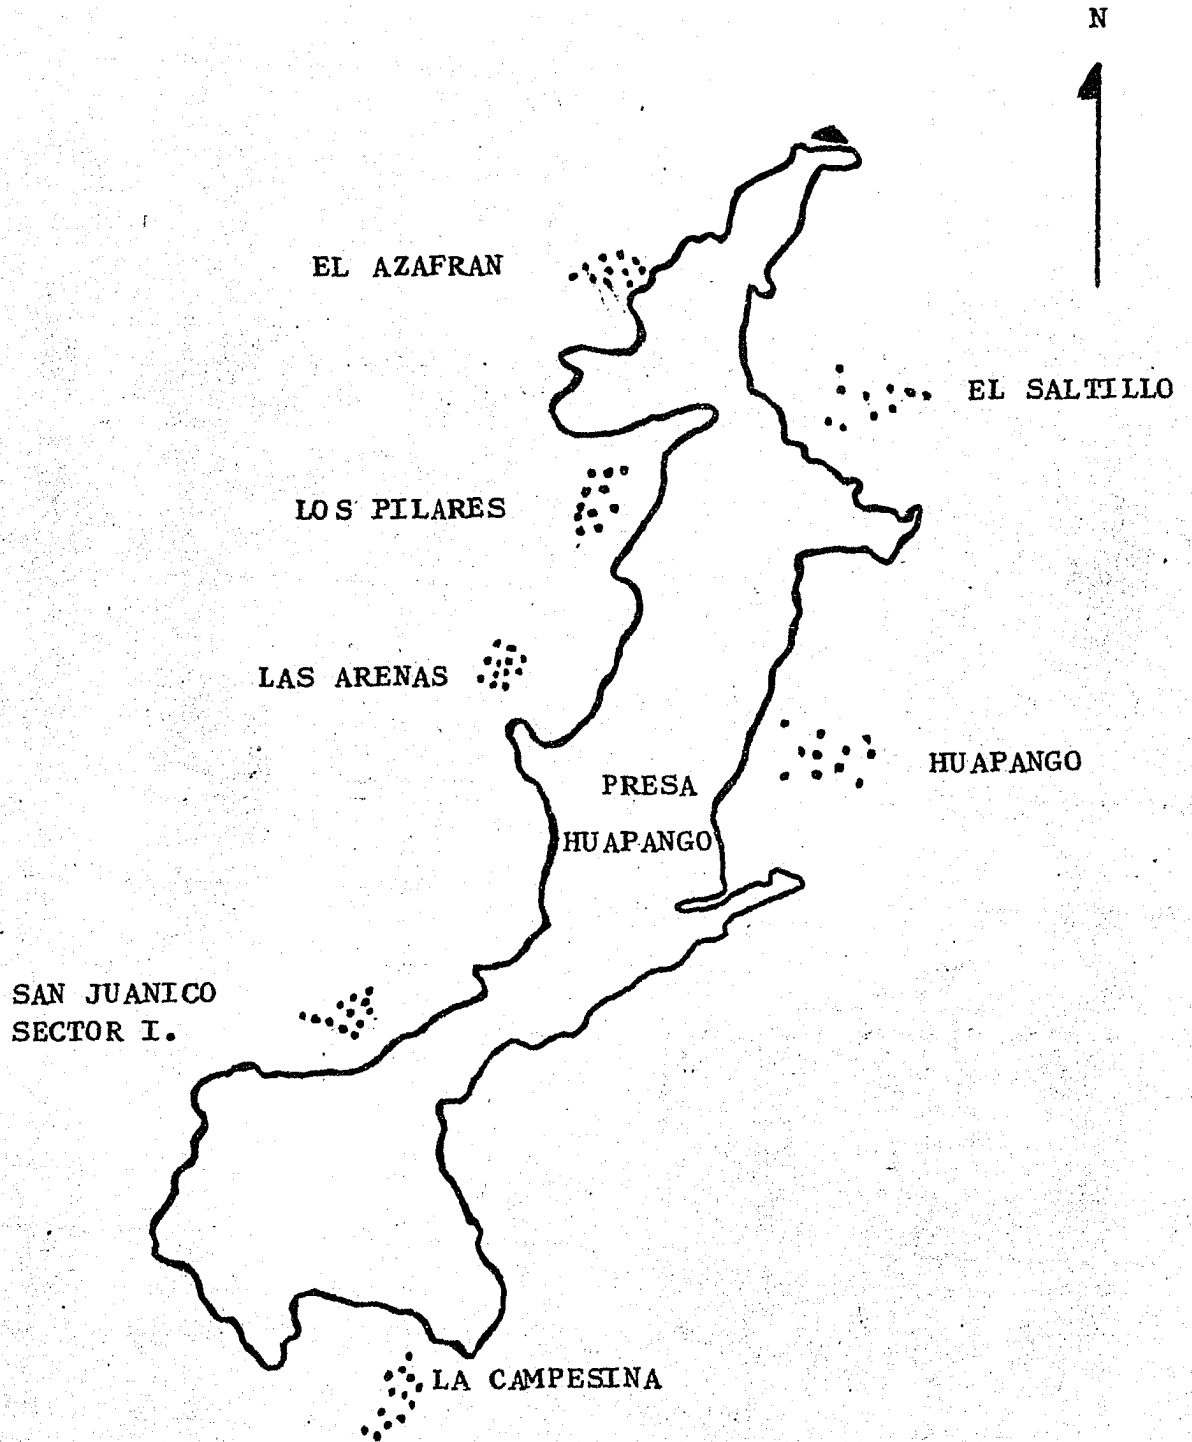 N
EL AZAFRAN
EL SALTILLO
LOS PILARES
LAS ARENAS
HUAPANGO
PRESA
HUAPANGO
SAN JUANICO
SECTOR I.
LA CAMPESINA